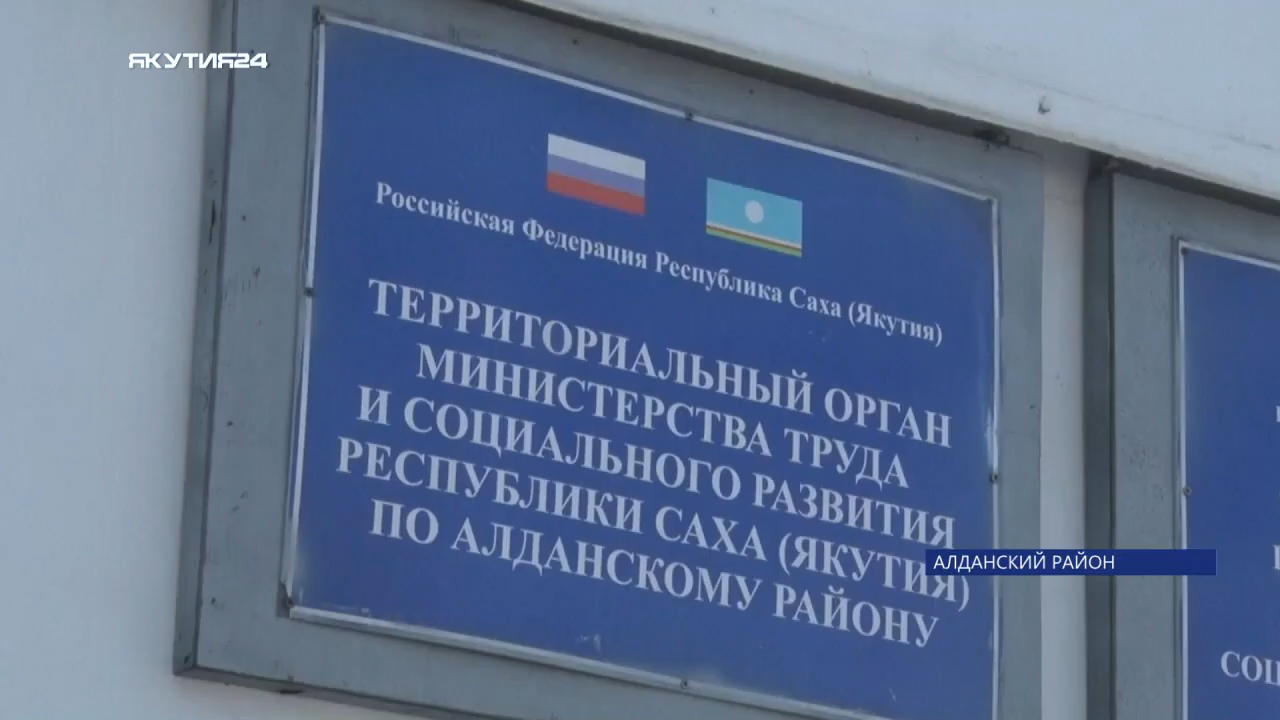 ЯКУТИЯ24
Российская Федерация Республика Саха (Якутия)
ТЕРРИТОРИАЛЬНЫЙ ОРГАН
МИНИСТЕРСТВА ТРУДА
И СОЦИАЛЬНОГО РАЗВИТИЯ
РЕСПУБЛИКИ САХА (ЯКУТИЯ)
ПО АЛДАНСКОМУ РАЙОНУ
АЛДАНСКИЙ РАЙОН